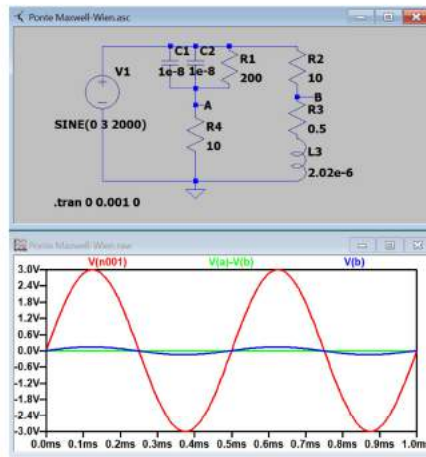 Ponte Maxwell-Wien.asc
C1 C2 R1 R2
1e-8 1e-8 200 10
V1
A B
R3
0.5
SINE(0 3 2000)
R4
10
L3
2.02e-6
.tran 0 0.001 0
Ponte Maxwell-Wien.raw
V(n001) V(a)-V(b) V(b)
3.0V
2.4V
1.8V
1.2V
0.6V
0.0V
-0.6V
-1.2V
-1.8V
-2.4V
-3.0V
0.0ms 0.1ms 0.2ms 0.3ms 0.4ms 0.5ms 0.6ms 0.7ms 0.8ms 0.9ms 1.0ms